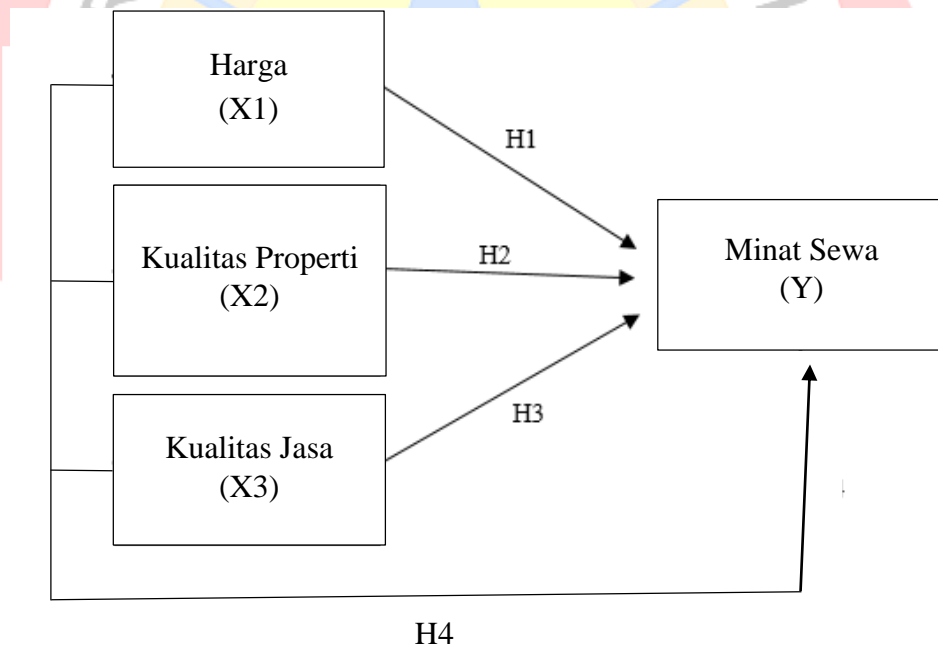 Harga
(X1)
H1
Kualitas Properti
(X2)
H2
Minat Sewa
(Y)
Kualitas Jasa
(X3)
H3
H4